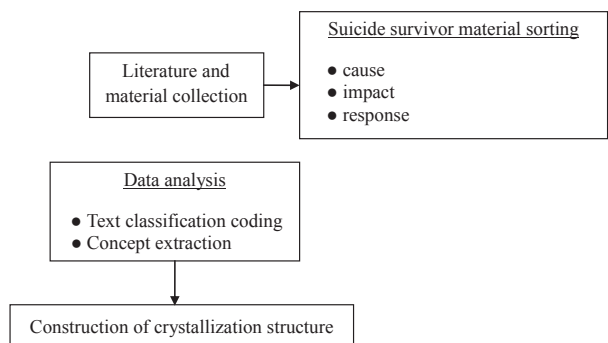 Literature and
material collection
Suicide survivor material sorting
● cause
● impact
● response
Data analysis
● Text classification coding
● Concept extraction
Construction of crystallization structure